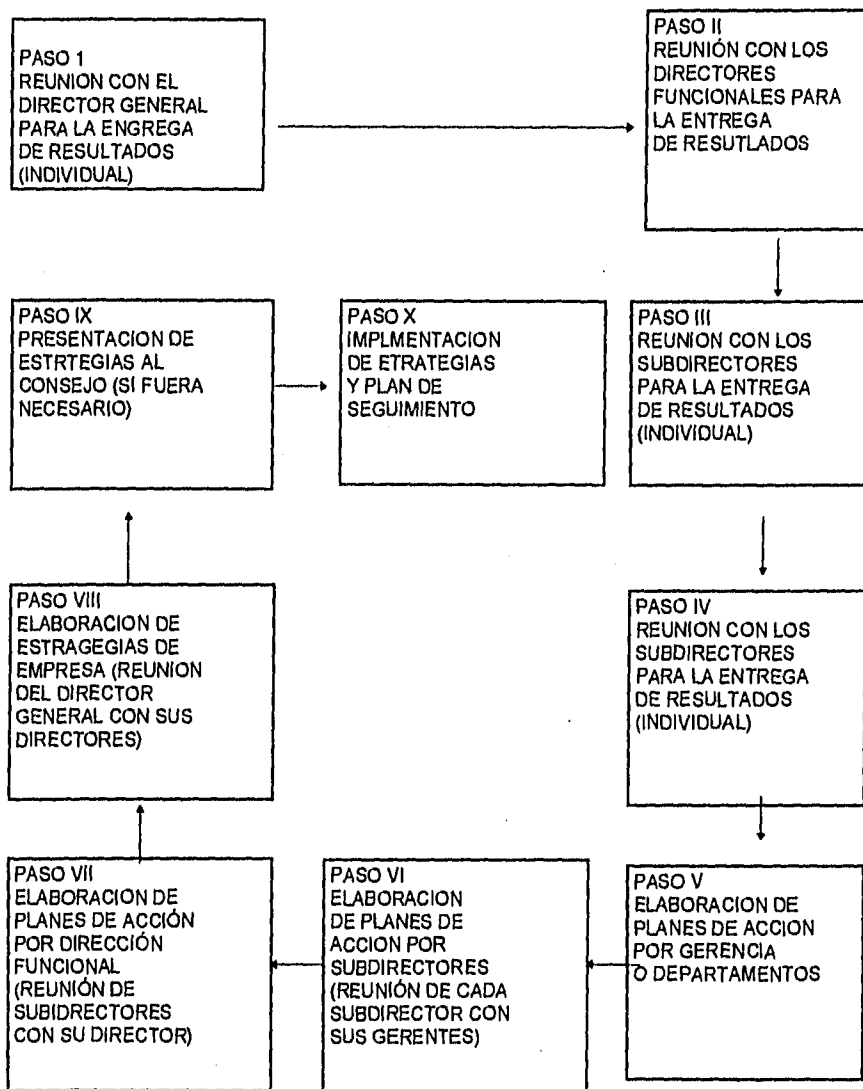 PASO 1
REUNION CON EL
DIRECTOR GENERAL
PARA LA ENGREGA
DE RESULTADOS
(INDIVIDUAL)
PASO II
REUNIÓN CON LOS
DIRECTORES
FUNCIONALES PARA
LA ENTREGA
DE RESUTLADOS
PASO III
REUNION CON LOS
SUBDIRECTORES
PARA LA ENTREGA
DE RESULTADOS
(INDIVIDUAL)
PASO IV
REUNION CON LOS
SUBDIRECTORES
PARA LA ENTREGA
DE RESULTADOS
(INDIVIDUAL)
PASO V
ELABORACION DE
PLANES DE ACCION
POR GERENCIA
O DEPARTAMENTOS
PASO VI
ELABORACION
DE PLANES DE
ACCION POR
SUBDIRECTORES
(REUNIÓN DE CADA
SUBDIRECTOR CON
SUS GERENTES)
PASO VII
ELABORACION DE
PLANES DE ACCIÓN
POR DIRECCIÓN
FUNCIONAL
(REUNIÓN DE
SUBIDRECTORES
CON SU DIRECTOR)
PASO VIII
ELABORACION DE
ESTRAGEGIAS DE
EMPRESA (REUNION
DEL DIRECTOR
GENERAL CON SUS
DIRECTORES)
PASO IX
PRESENTACION DE
ESTRTEGIAS AL
CONSEJO (SI FUERA
NECESARIO)
PASO X
IMPLMENTACION
DE ETRATEGIAS
Y PLAN DE
SEGUIMIENTO